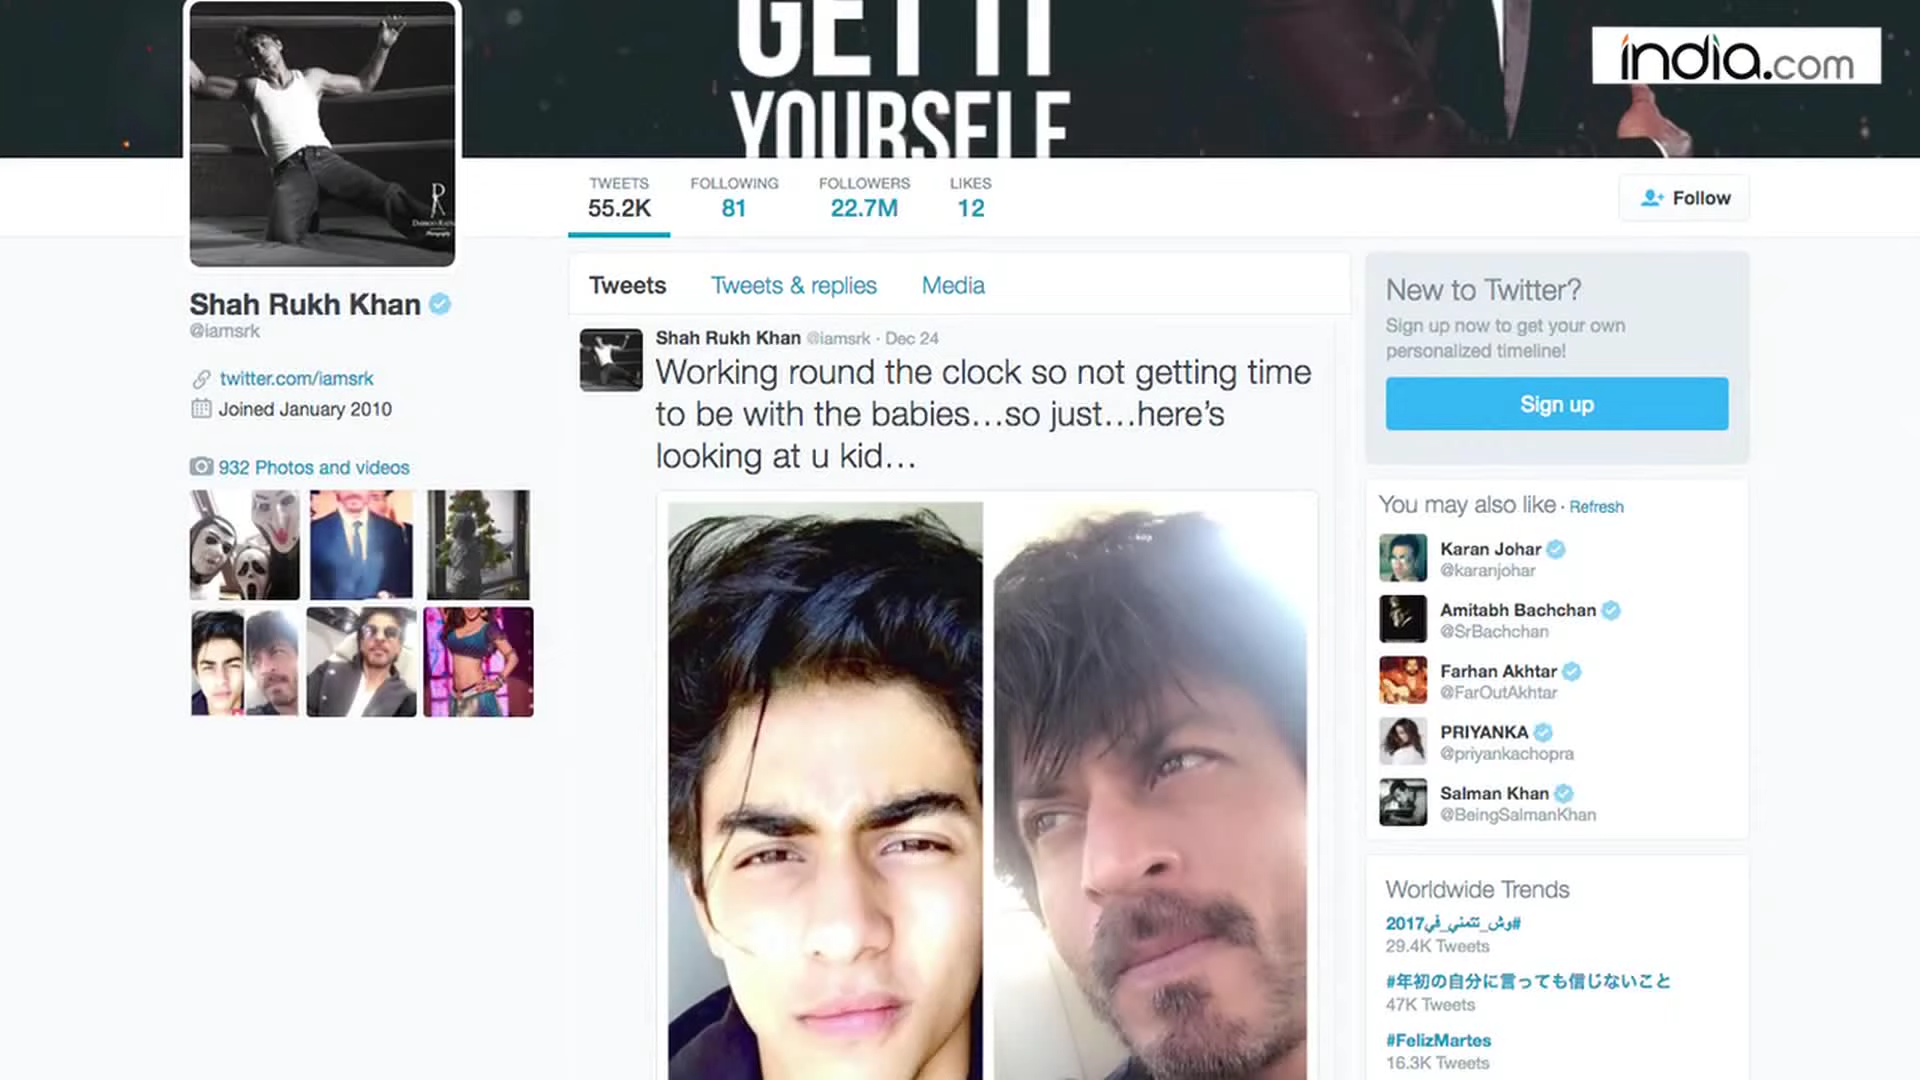 GET IT
YOURSELF
india.com
TWEETS
55.2K
FOLLOWING
81
FOLLOWERS
22.7M
LIKES
12
Follow
Shah Rukh Khan
@iamsrk
twitter.com/iamsrk
Joined January 2010
932 Photos and videos
Tweets
Tweets & replies
Media
Shah Rukh Khan @iamsrk · Dec 24
Working round the clock so not getting time
to be with the babies…so just…here’s
looking at u kid…
New to Twitter?
Sign up now to get your own
personalized timeline!
Sign up
You may also like · Refresh
Karan Johar
@karanjohar
Amitabh Bachchan
@SrBachchan
Farhan Akhtar
@FarOutAkhtar
PRIYANKA
@priyankachopra
Salman Khan
@BeingSalmanKhan
Worldwide Trends
#وش_تتمني_في2017
29.4K Tweets
#年初の自分に言っても信じないこと
47K Tweets
#FelizMartes
16.3K Tweets